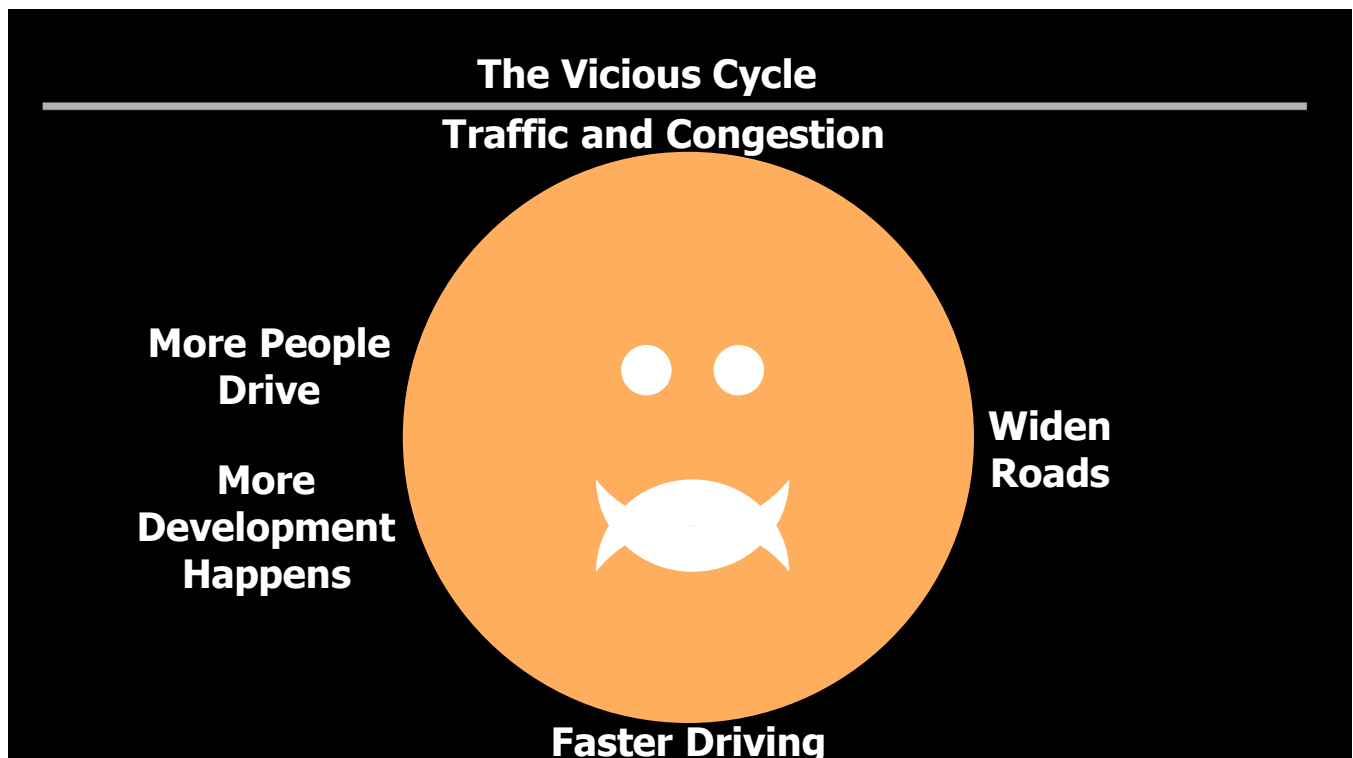 The Vicious Cycle
Traffic and Congestion
More People
Drive
Widen
Roads
More
Development
Happens
Faster Driving